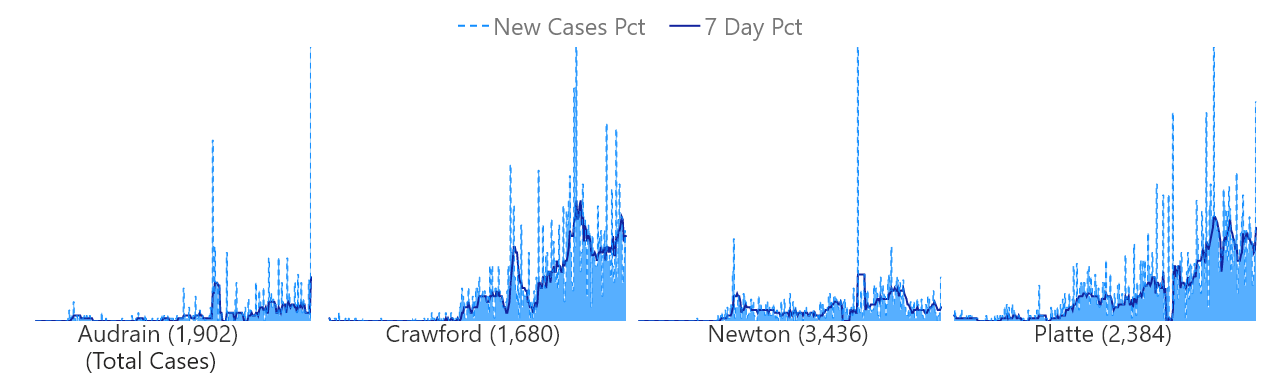 New Cases Pct 7 Day Pct
Audrain (1,902) Crawford (1,680) Newton (3,436) Platte (2,384)
(Total Cases)